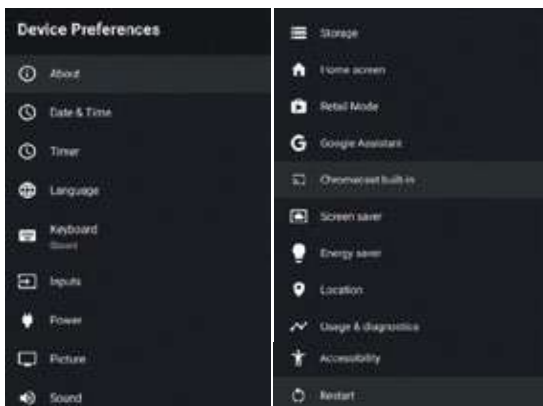 Device Preferences
About
Date & Time
Timer
Language
Keyboard
Gboard
Inputs
Power
Picture
Sound
Storage
Home screen
Retail Mode
Google Assistant
Chromecast built-in
Screen saver
Energy saver
Location
Usage & diagnostics
Accessibility
Restart